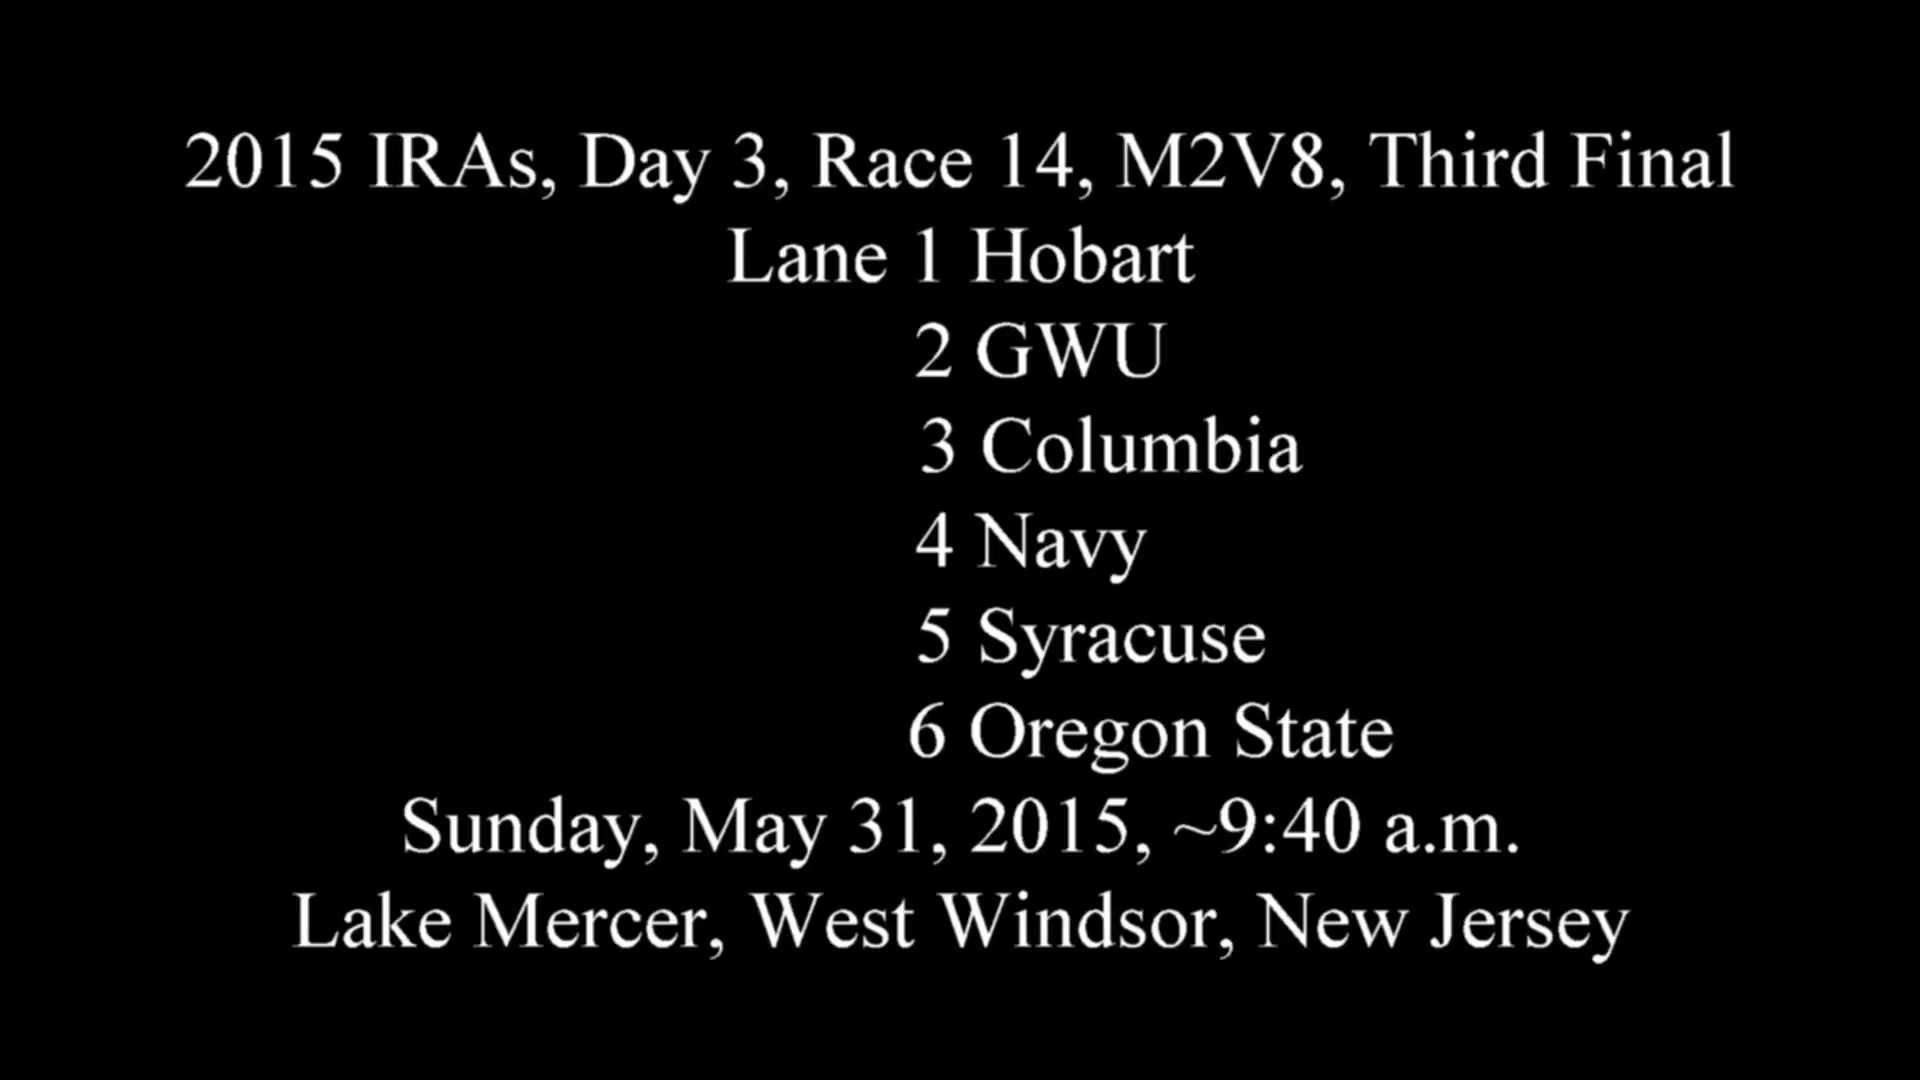 2015 IRAs, Day 3, Race 14, M2V8, Third Final
Lane 1 Hobart
2 GWU
3 Columbia
4 Navy
5 Syracuse
6 Oregon State
Sunday, May 31, 2015, ~9:40 a.m.
Lake Mercer, West Windsor, New Jersey